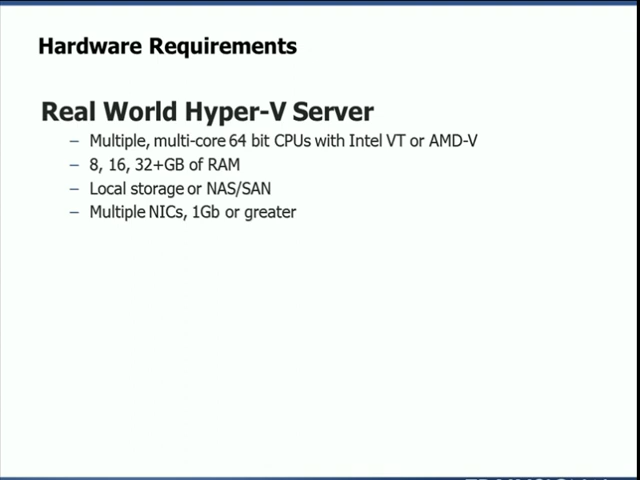 Hardware Requirements
Real World Hyper-V Server
– Multiple, multi-core 64 bit CPUs with Intel VT or AMD-V
– 8, 16, 32+GB of RAM
– Local storage or NAS/SAN
– Multiple NICs, 1Gb or greater